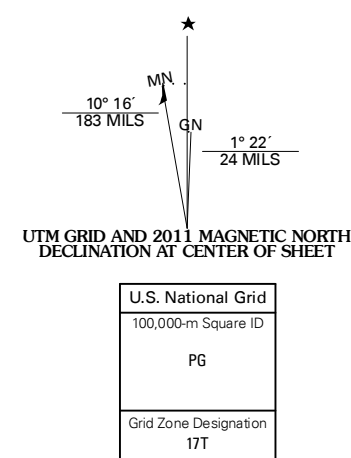 ★
MN
10° 16´
183 MILS
GN
1° 22´
24 MILS
UTM GRID AND 2011 MAGNETIC NORTH
DECLINATION AT CENTER OF SHEET
U.S. National Grid
100,000-m Square ID
PG
Grid Zone Designation
17T